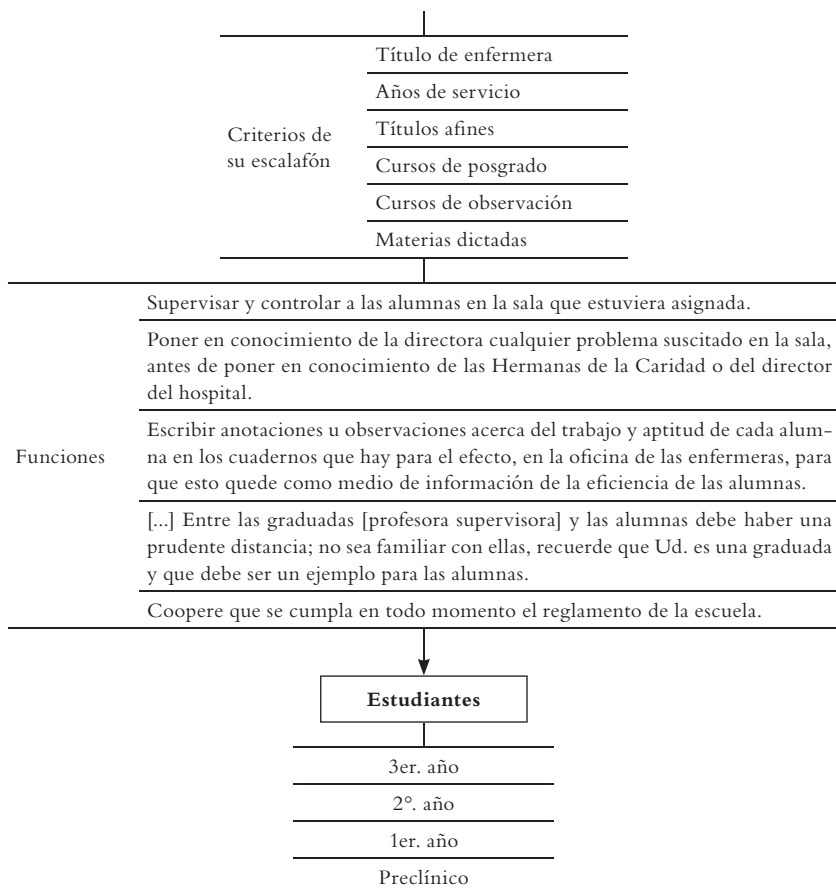 Criterios de
su escalafón
Título de enfermera
Años de servicio
Títulos afines
Cursos de posgrado
Cursos de observación
Materias dictadas
Funciones
Supervisar y controlar a las alumnas en la sala que estuviera asignada.
Poner en conocimiento de la directora cualquier problema suscitado en la sala,
antes de poner en conocimiento de las Hermanas de la Caridad o del director
del hospital.
Escribir anotaciones u observaciones acerca del trabajo y aptitud de cada alum-
na en los cuadernos que hay para el efecto, en la oficina de las enfermeras, para
que esto quede como medio de información de la eficiencia de las alumnas.
[...] Entre las graduadas [profesora supervisora] y las alumnas debe haber una
prudente distancia; no sea familiar con ellas, recuerde que Ud. es una graduada
y que debe ser un ejemplo para las alumnas.
Coopere que se cumpla en todo momento el reglamento de la escuela.
Estudiantes
3er. año
2°. año
1er. año
Preclínico